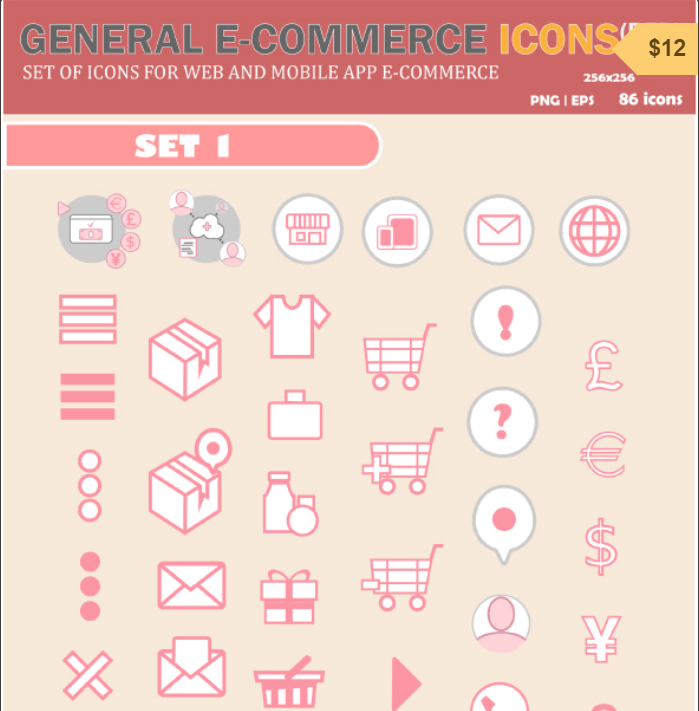 GENERAL E-COMMERCE ICONS
$12
SET OF ICONS FOR WEB AND MOBILE APP E-COMMERCE
256x256
PNG | EPS 86 icons
SET 1
€
£
$
¥
!
£
?
€
$
¥